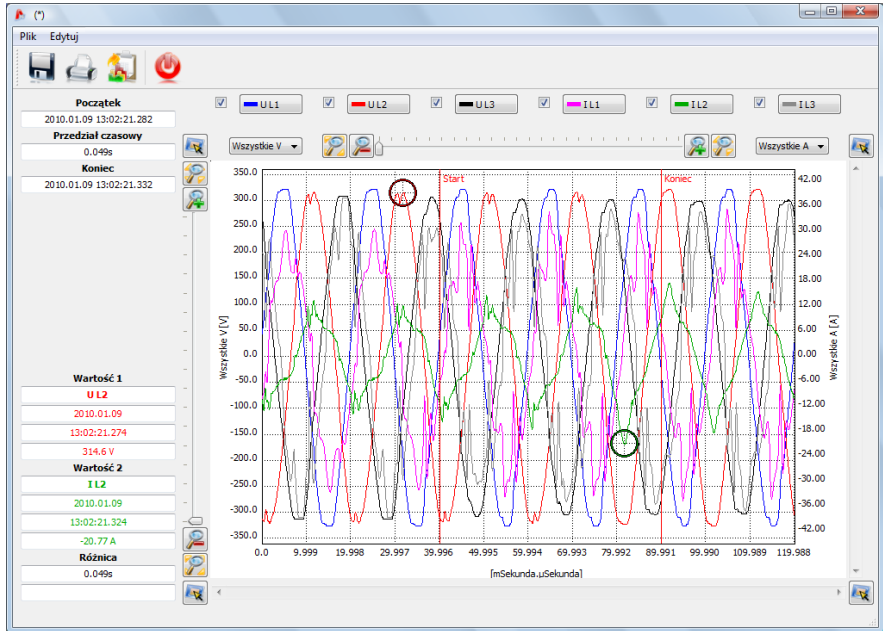 (*)
Plik Edytuj
Początek
2010.01.09 13:02:21.282
Przedział czasowy
0.049s
Koniec
2010.01.09 13:02:21.332
U L1 U L2 U L3 I L1 I L2 I L3
Wszystkie V Wszystkie A
Start Koniec
350.0
300.0
250.0
200.0
150.0
100.0
50.0
0.0
-50.0
-100.0
-150.0
-200.0
-250.0
-300.0
-350.0
Wszystkie V [V]
42.00
36.00
30.00
24.00
18.00
12.00
6.00
0.00
-6.00
-12.00
-18.00
-24.00
-30.00
-36.00
-42.00
Wszystkie A [A]
0.0 9.999 19.998 29.997 39.996 49.995 59.994 69.993 79.992 89.991 99.990 109.989 119.988
[mSekunda.µSekunda]
Wartość 1
U L2
2010.01.09
13:02:21.274
314.6 V
Wartość 2
I L2
2010.01.09
13:02:21.324
-20.77 A
Różnica
0.049s